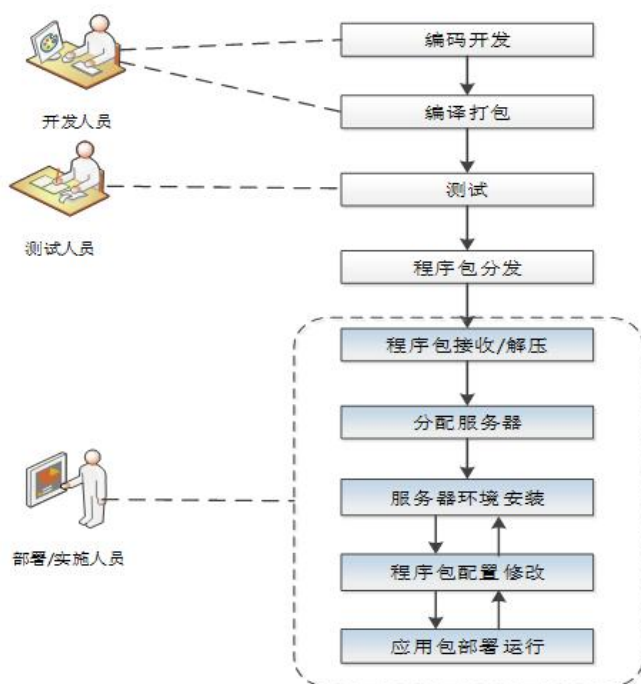 编码开发
开发人员
编译打包
测试
测试人员
程序包分发
程序包接收/解压
分配服务器
服务器环境安装
部署/实施人员
程序包配置修改
应用包部署运行